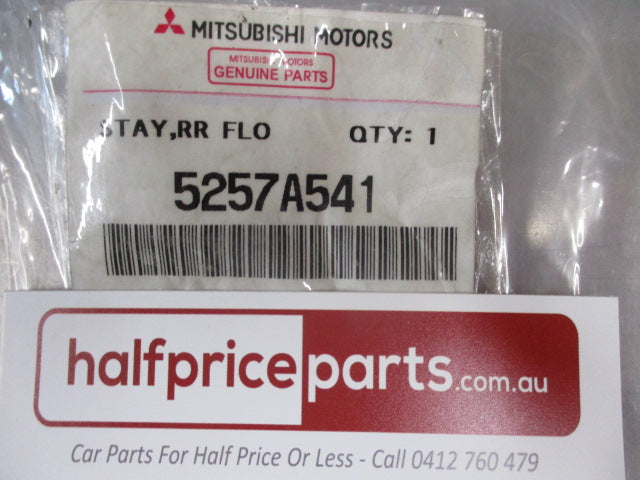 MITSUBISHI MOTORS
MITSUBISHI MOTORS
GENUINE PARTS
STAY,RR FLO QTY: 1
5257A541
halfpriceparts.com.au
Car Parts For Half Price Or Less - Call 0412 760 479